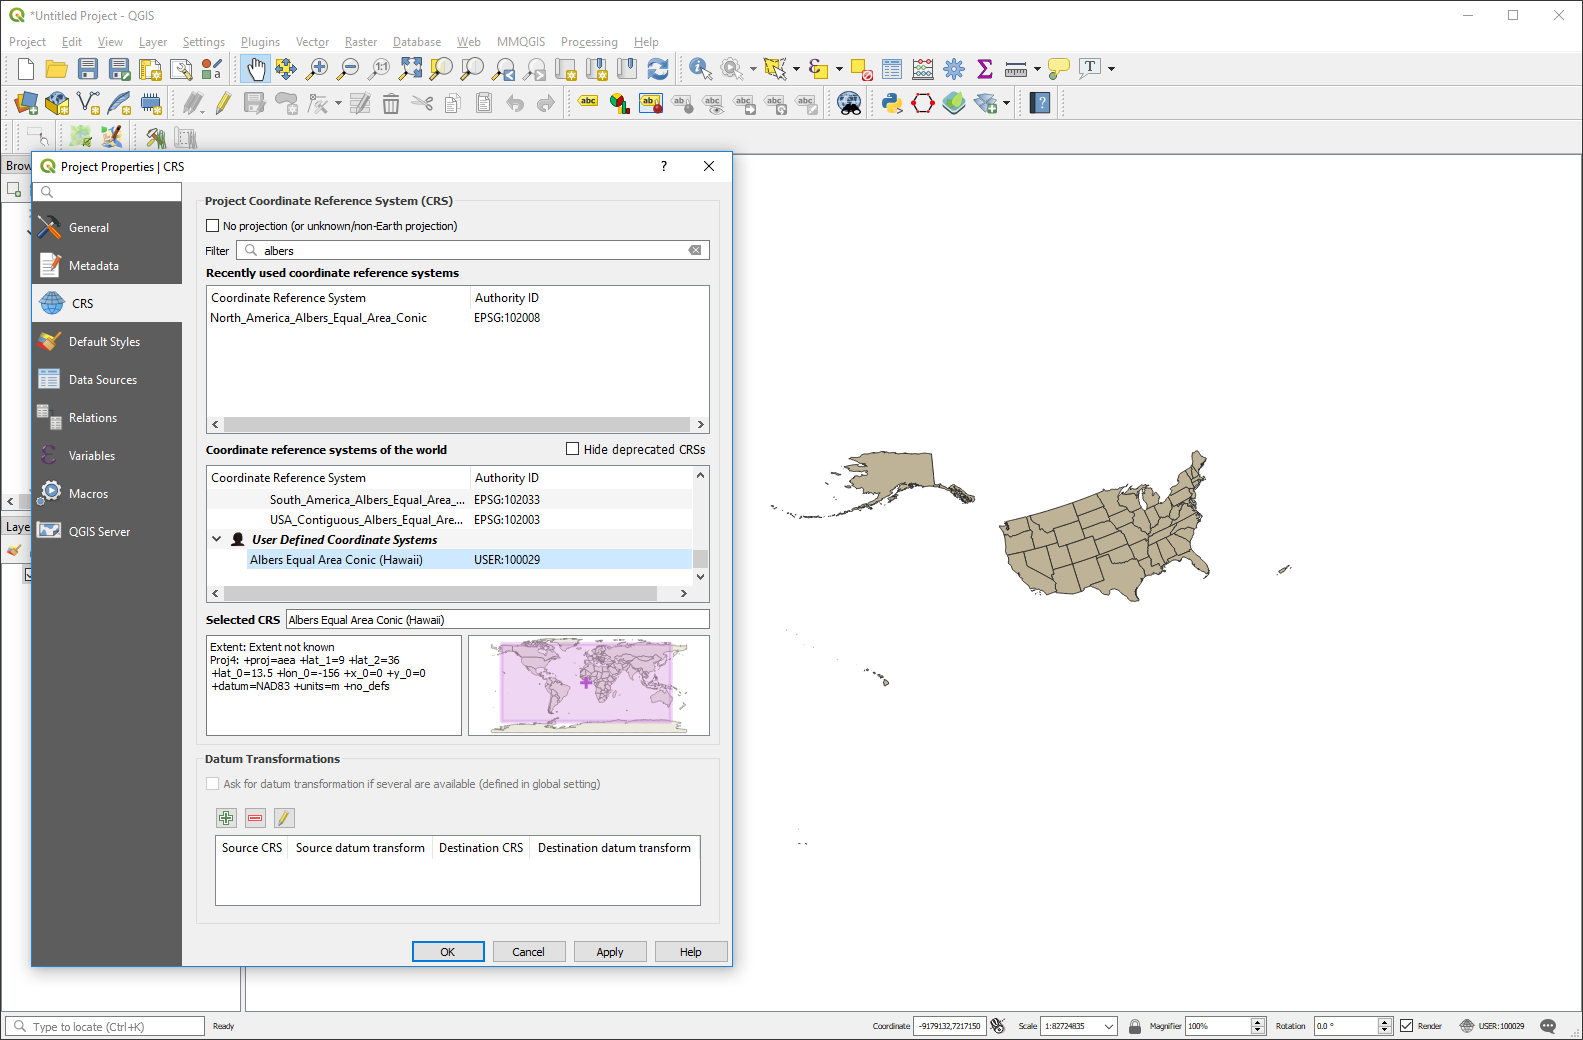 *Untitled Project - QGIS
Project Edit View Layer Settings Plugins Vector Raster Database Web MMQGIS Processing Help
Project Properties | CRS ?
General
Metadata
CRS
Default Styles
Data Sources
Relations
Variables
Macros
QGIS Server
Project Coordinate Reference System (CRS)
No projection (or unknown/non-Earth projection)
Filter albers
Recently used coordinate reference systems
Coordinate Reference System Authority ID
North_America_Albers_Equal_Area_Conic EPSG:102008
Coordinate reference systems of the world Hide deprecated CRSs
Coordinate Reference System Authority ID
South_America_Albers_Equal_Area_... EPSG:102033
USA_Contiguous_Albers_Equal_Are... EPSG:102003
User Defined Coordinate Systems
Albers Equal Area Conic (Hawaii) USER:100029
Selected CRS Albers Equal Area Conic (Hawaii)
Extent: Extent not known
Proj4: +proj=aea +lat_1=9 +lat_2=36
+lat_0=13.5 +lon_0=-156 +x_0=0 +y_0=0
+datum=NAD83 +units=m +no_defs
Datum Transformations
Ask for datum transformation if several are available (defined in global setting)
Source CRS Source datum transform Destination CRS Destination datum transform
OK Cancel Apply Help
Brow
Laye
Type to locate (Ctrl+K) Ready Coordinate -9179132,7217150 Scale 1:82724835 Magnifier 100% Rotation 0.0 ° Render USER:100029